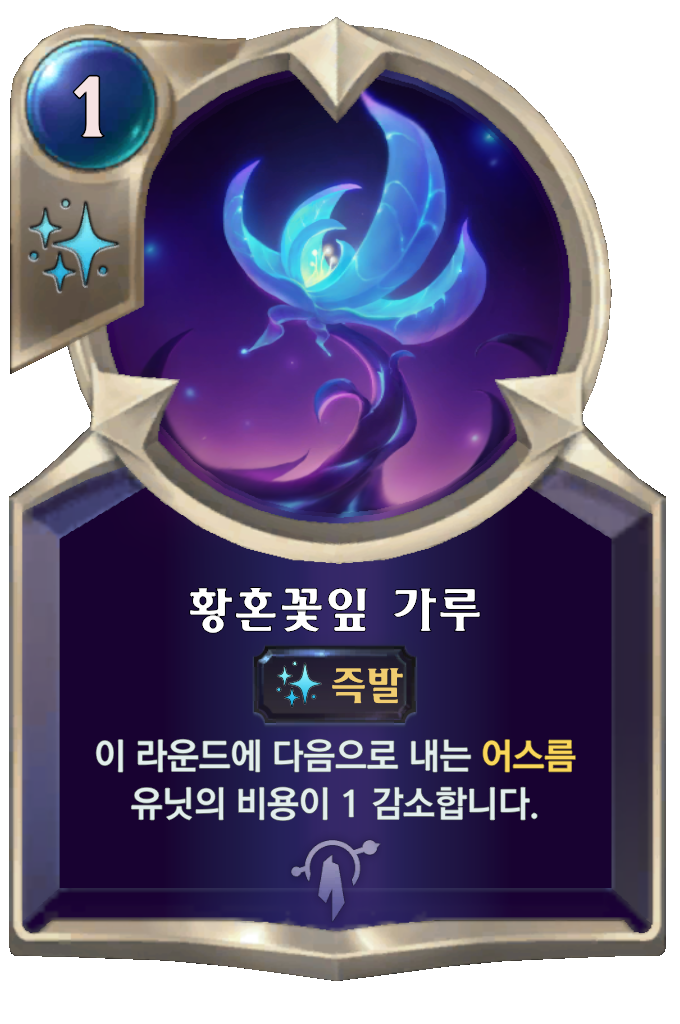 1
황혼꽃잎 가루
즉발
이 라운드에 다음으로 내는 어스름
유닛의 비용이 1 감소합니다.